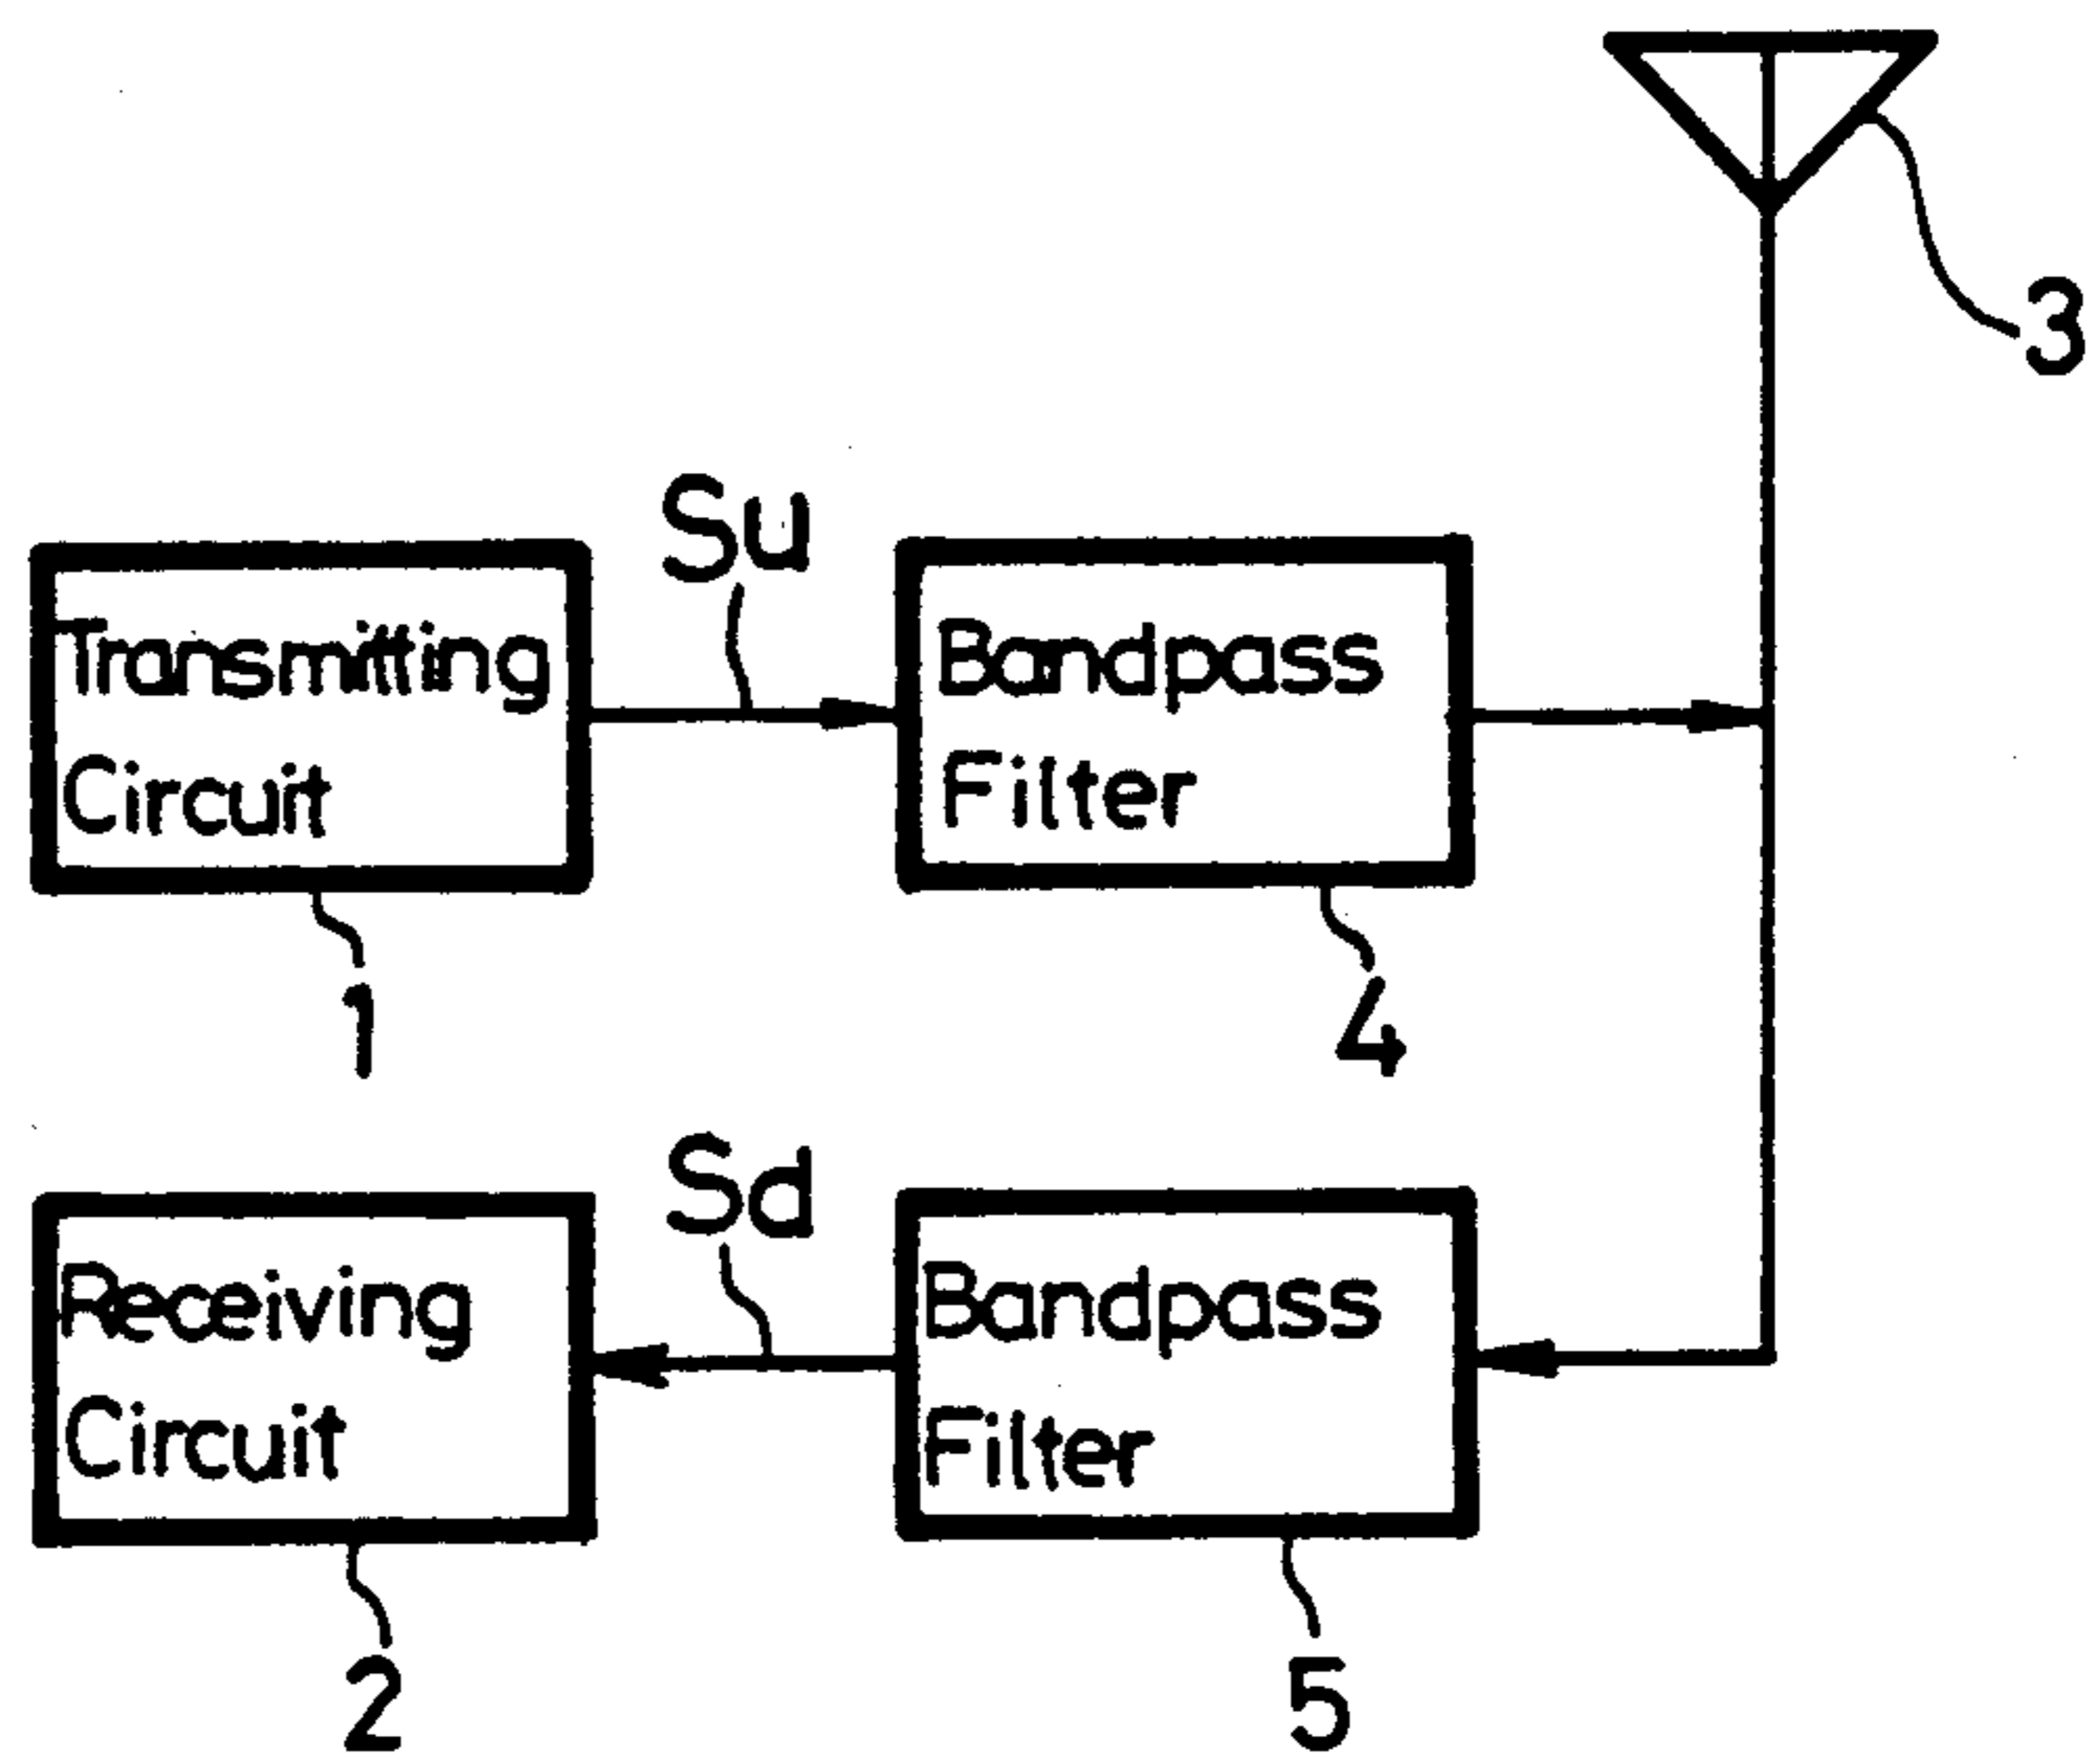 3
Su
Transmitting
Circuit
Bandpass
Filter
1
4
Sd
Receiving
Circuit
Bandpass
Filter
2
5